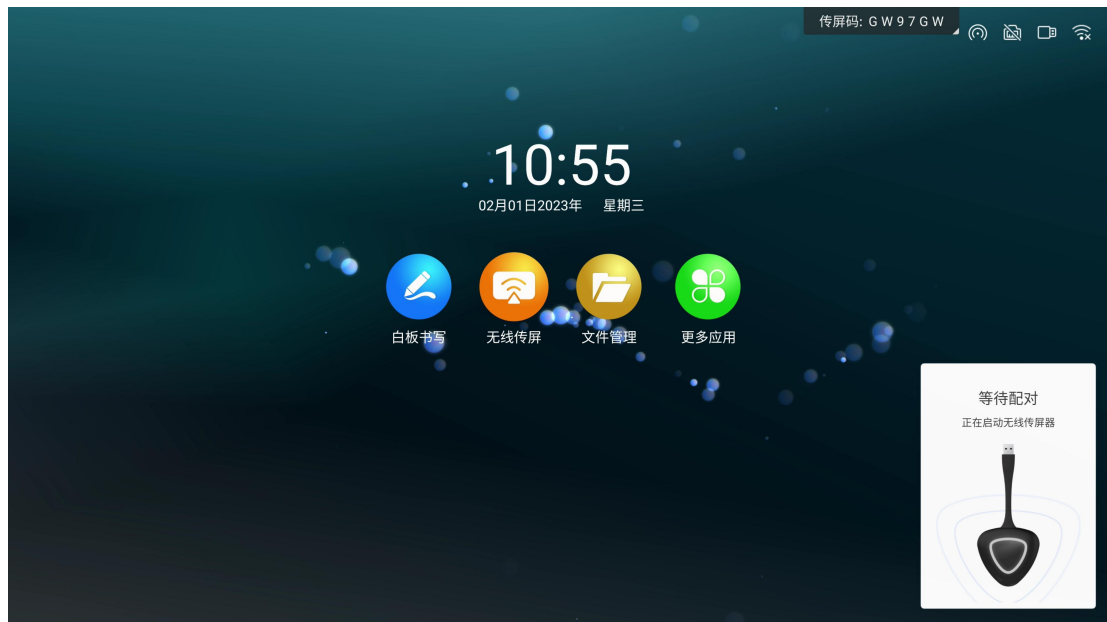 传屏码: GW97GW
10:55
02月01日2023年 星期三
白板书写 无线传屏 文件管理 更多应用
等待配对
正在启动无线传屏器